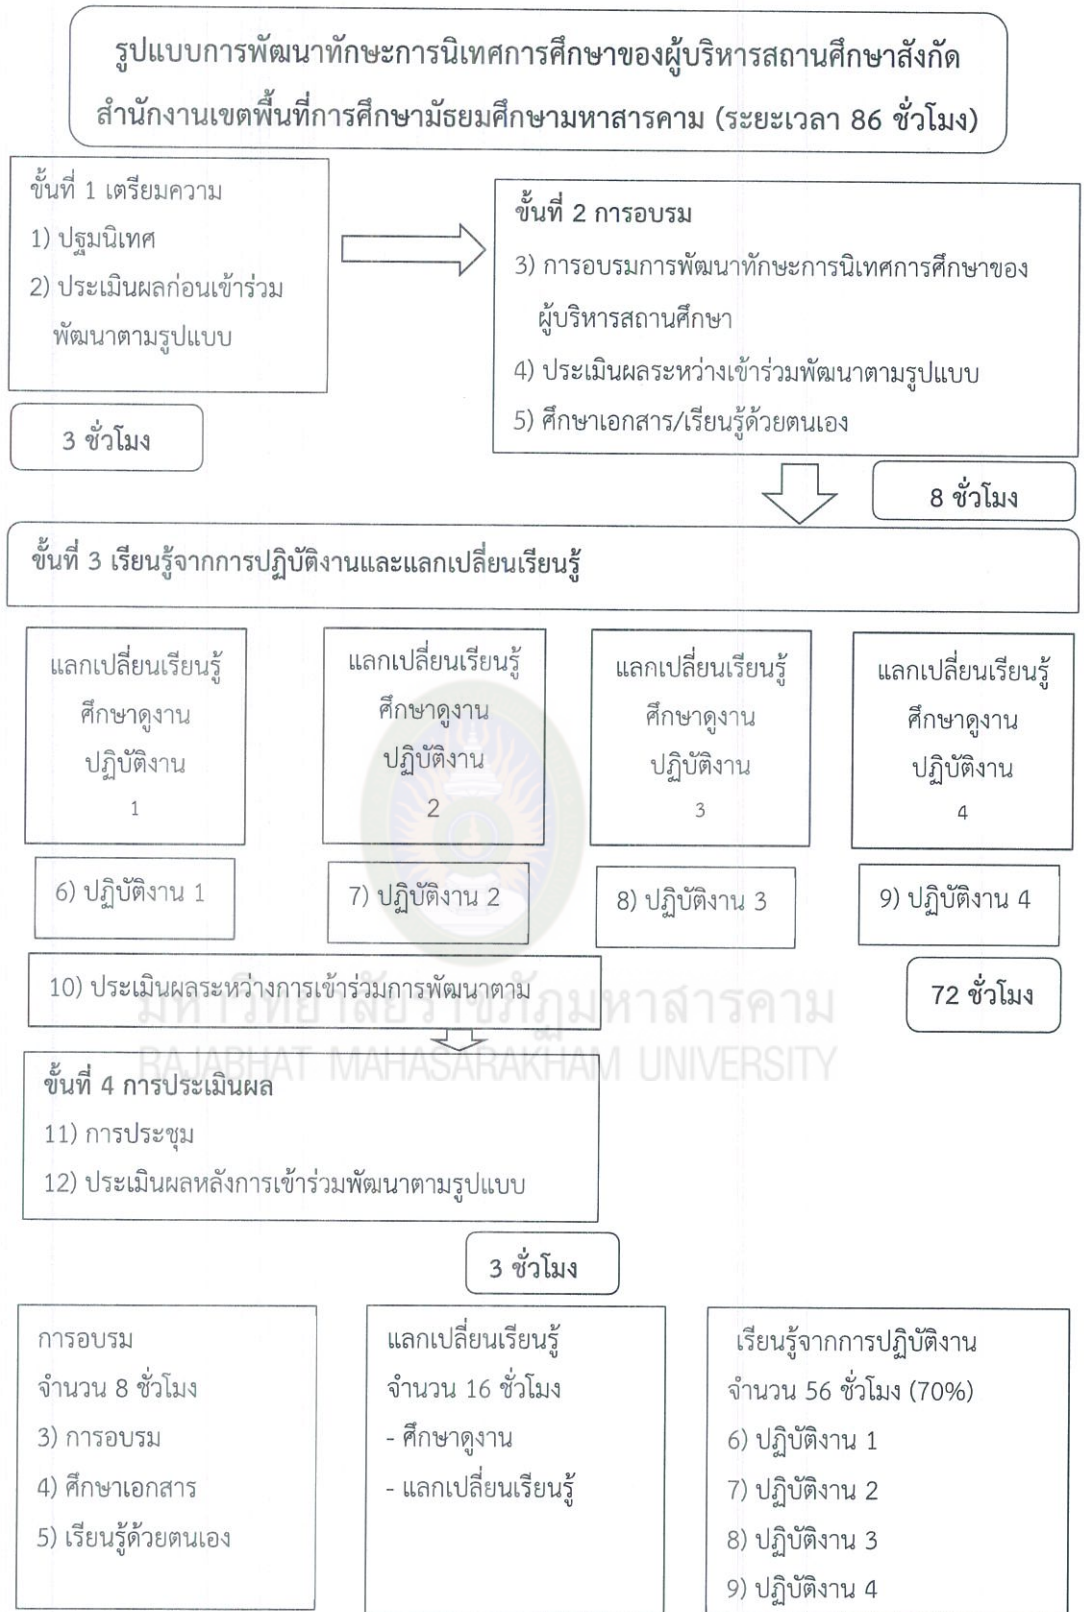 รูปแบบการพัฒนาทักษะการนิเทศการศึกษาของผู้บริหารสถานศึกษาสังกัด
สำนักงานเขตพื้นที่การศึกษามัธยมศึกษามหาสารคาม (ระยะเวลา 86 ชั่วโมง)
ขั้นที่ 1 เตรียมความ
1) ปฐมนิเทศ
2) ประเมินผลก่อนเข้าร่วม
พัฒนาตามรูปแบบ
3 ชั่วโมง
ขั้นที่ 2 การอบรม
3) การอบรมการพัฒนาทักษะการนิเทศการศึกษาของ
ผู้บริหารสถานศึกษา
4) ประเมินผลระหว่างเข้าร่วมพัฒนาตามรูปแบบ
5) ศึกษาเอกสาร/เรียนรู้ด้วยตนเอง
8 ชั่วโมง
ขั้นที่ 3 เรียนรู้จากการปฏิบัติงานและแลกเปลี่ยนเรียนรู้
แลกเปลี่ยนเรียนรู้
ศึกษาดูงาน
ปฏิบัติงาน
1
แลกเปลี่ยนเรียนรู้
ศึกษาดูงาน
ปฏิบัติงาน
2
แลกเปลี่ยนเรียนรู้
ศึกษาดูงาน
ปฏิบัติงาน
3
แลกเปลี่ยนเรียนรู้
ศึกษาดูงาน
ปฏิบัติงาน
4
6) ปฏิบัติงาน 1
7) ปฏิบัติงาน 2
8) ปฏิบัติงาน 3
9) ปฏิบัติงาน 4
10) ประเมินผลระหว่างการเข้าร่วมการพัฒนาตาม
72 ชั่วโมง
มหาวิทยาลัยราชภัฏมหาสารคาม
RAJABHAT MAHASARAKHAM UNIVERSITY
ขั้นที่ 4 การประเมินผล
11) การประชุม
12) ประเมินผลหลังการเข้าร่วมพัฒนาตามรูปแบบ
3 ชั่วโมง
การอบรม
จำนวน 8 ชั่วโมง
3) การอบรม
4) ศึกษาเอกสาร
5) เรียนรู้ด้วยตนเอง
แลกเปลี่ยนเรียนรู้
จำนวน 16 ชั่วโมง
- ศึกษาดูงาน
- แลกเปลี่ยนเรียนรู้
เรียนรู้จากการปฏิบัติงาน
จำนวน 56 ชั่วโมง (70%)
6) ปฏิบัติงาน 1
7) ปฏิบัติงาน 2
8) ปฏิบัติงาน 3
9) ปฏิบัติงาน 4